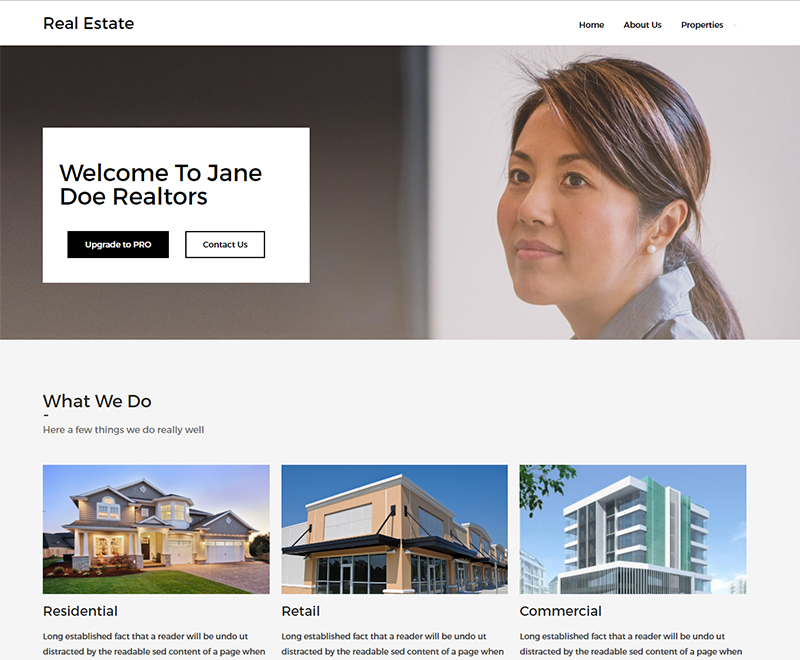 Real Estate
Home About Us Properties
Welcome To Jane
Doe Realtors
Upgrade to PRO Contact Us
What We Do
-
Here a few things we do really well
Residential Retail Commercial
Long established fact that a reader will be undo ut Long established fact that a reader will be undo ut Long established fact that a reader will be undo ut
distracted by the readable sed content of a page when distracted by the readable sed content of a page when distracted by the readable sed content of a page when